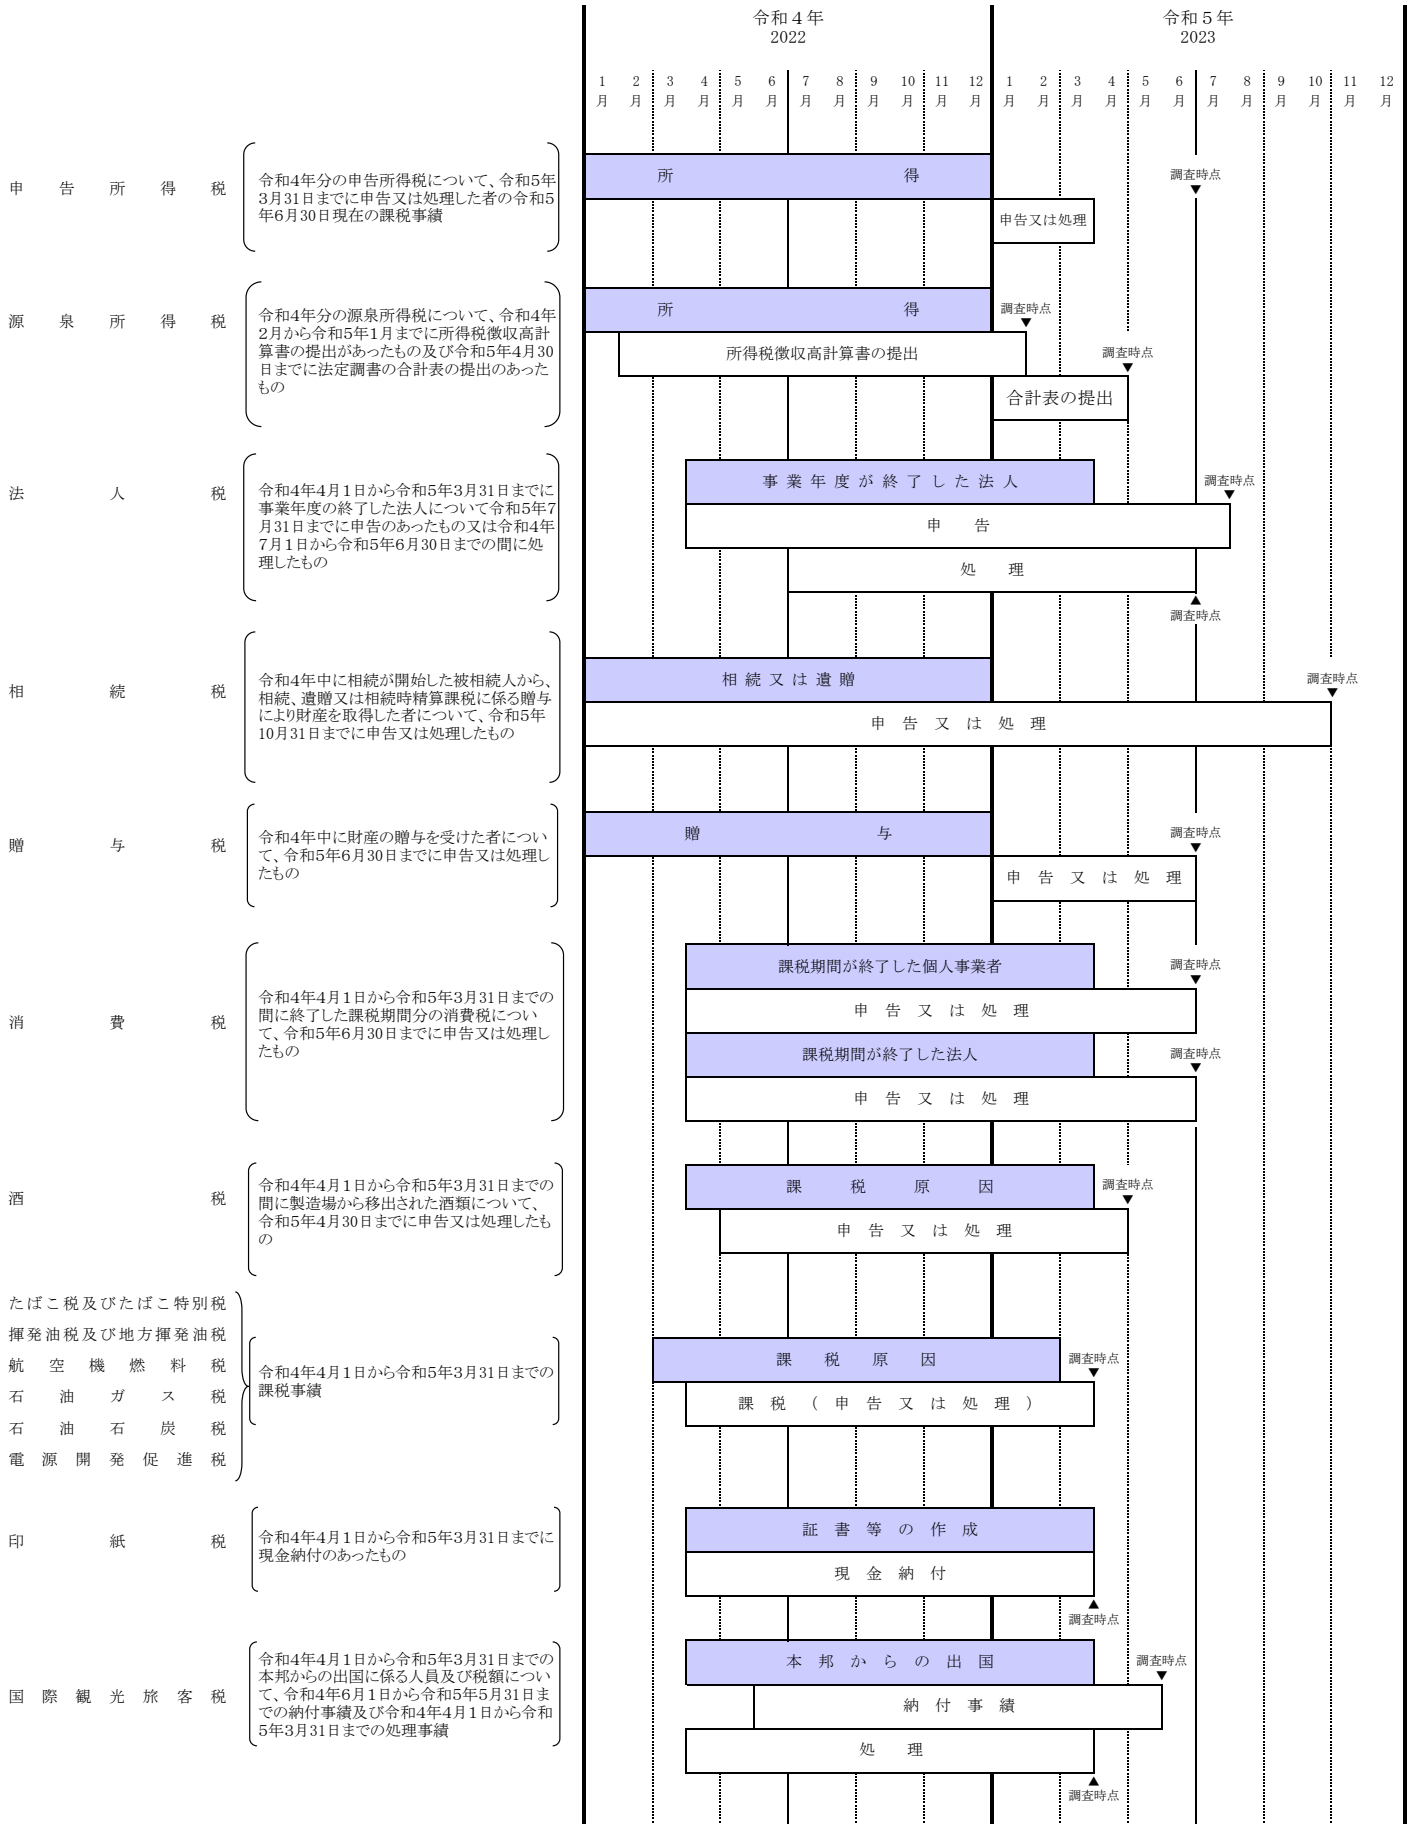 令和４年 令和５年
2022 2023
1月 2月 3月 4月 5月 6月 7月 8月 9月 10月 11月 12月 1月 2月 3月 4月 5月 6月 7月 8月 9月 10月 11月 12月
申告所得税
令和4年分の申告所得税について、令和5年
3月31日までに申告又は処理した者の令和5
年6月30日現在の課税事績
所得
調査時点
申告又は処理
源泉所得税
令和4年分の源泉所得税について、令和4年
2月から令和5年1月までに所得税徴収高計
算書の提出があったもの及び令和5年4月30
日までに法定調書の合計表の提出のあった
もの
所得
調査時点
所得税徴収高計算書の提出
調査時点
合計表の提出
法人税
令和4年4月1日から令和5年3月31日までに
事業年度の終了した法人について令和5年7
月31日までに申告のあったもの又は令和4年
7月1日から令和5年6月30日までの間に処
理したもの
事業年度が終了した法人
調査時点
申告
処理
調査時点
相続税
令和4年中に相続が開始した被相続人から、
相続、遺贈又は相続時精算課税に係る贈与
により財産を取得した者について、令和5年
10月31日までに申告又は処理したもの
相続又は遺贈
調査時点
申告又は処理
贈与税
令和4年中に財産の贈与を受けた者につい
て、令和5年6月30日までに申告又は処理し
たもの
贈与
調査時点
申告又は処理
消費税
令和4年4月1日から令和5年3月31日までの
間に終了した課税期間分の消費税につい
て、令和5年6月30日までに申告又は処理し
たもの
課税期間が終了した個人事業者
調査時点
申告又は処理
課税期間が終了した法人
調査時点
申告又は処理
酒税
令和4年4月1日から令和5年3月31日までの
間に製造場から移出された酒類について、
令和5年4月30日までに申告又は処理したも
の
課税原因
調査時点
申告又は処理
たばこ税及びたばこ特別税
揮発油税及び地方揮発油税
航空機燃料税
石油ガス税
石油石炭税
電源開発促進税
令和4年4月1日から令和5年3月31日までの
課税事績
課税原因
調査時点
課税（申告又は処理）
印紙税
令和4年4月1日から令和5年3月31日までに
現金納付のあったもの
証書等の作成
現金納付
調査時点
国際観光旅客税
令和4年4月1日から令和5年3月31日までの
本邦からの出国に係る人員及び税額につい
て、令和4年6月1日から令和5年5月31日ま
での納付事績及び令和4年4月1日から令和
5年3月31日までの処理事績
本邦からの出国
調査時点
納付事績
処理
調査時点